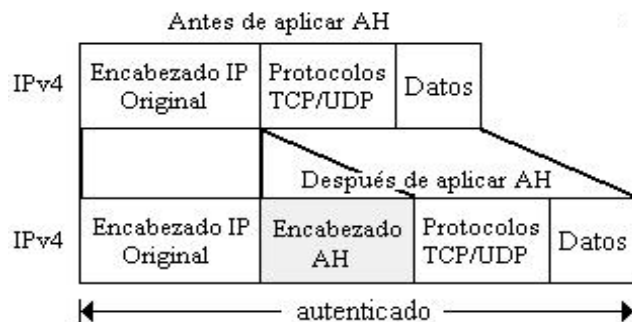 Antes de aplicar AH
IPv4
Encabezado IP
Original
Protocolos
TCP/UDP
Datos
Después de aplicar AH
IPv4
Encabezado IP
Original
Encabezado
AH
Protocolos
TCP/UDP
Datos
autenticado